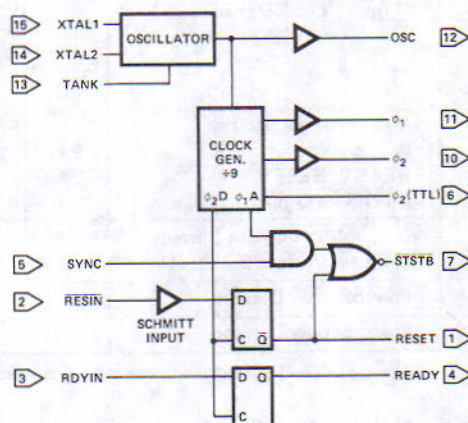 15 XTAL1 OSCILLATOR OSC 12
14 XTAL2
13 TANK
CLOCK GEN. ÷9
ϕ1 11
ϕ2 10
ϕ2D ϕ1A ϕ2(TTL) 6
5 SYNC STSTB 7
2 RESIN D
SCHMITT INPUT
C Q RESET 1
3 RDYIN D Q READY 4
C